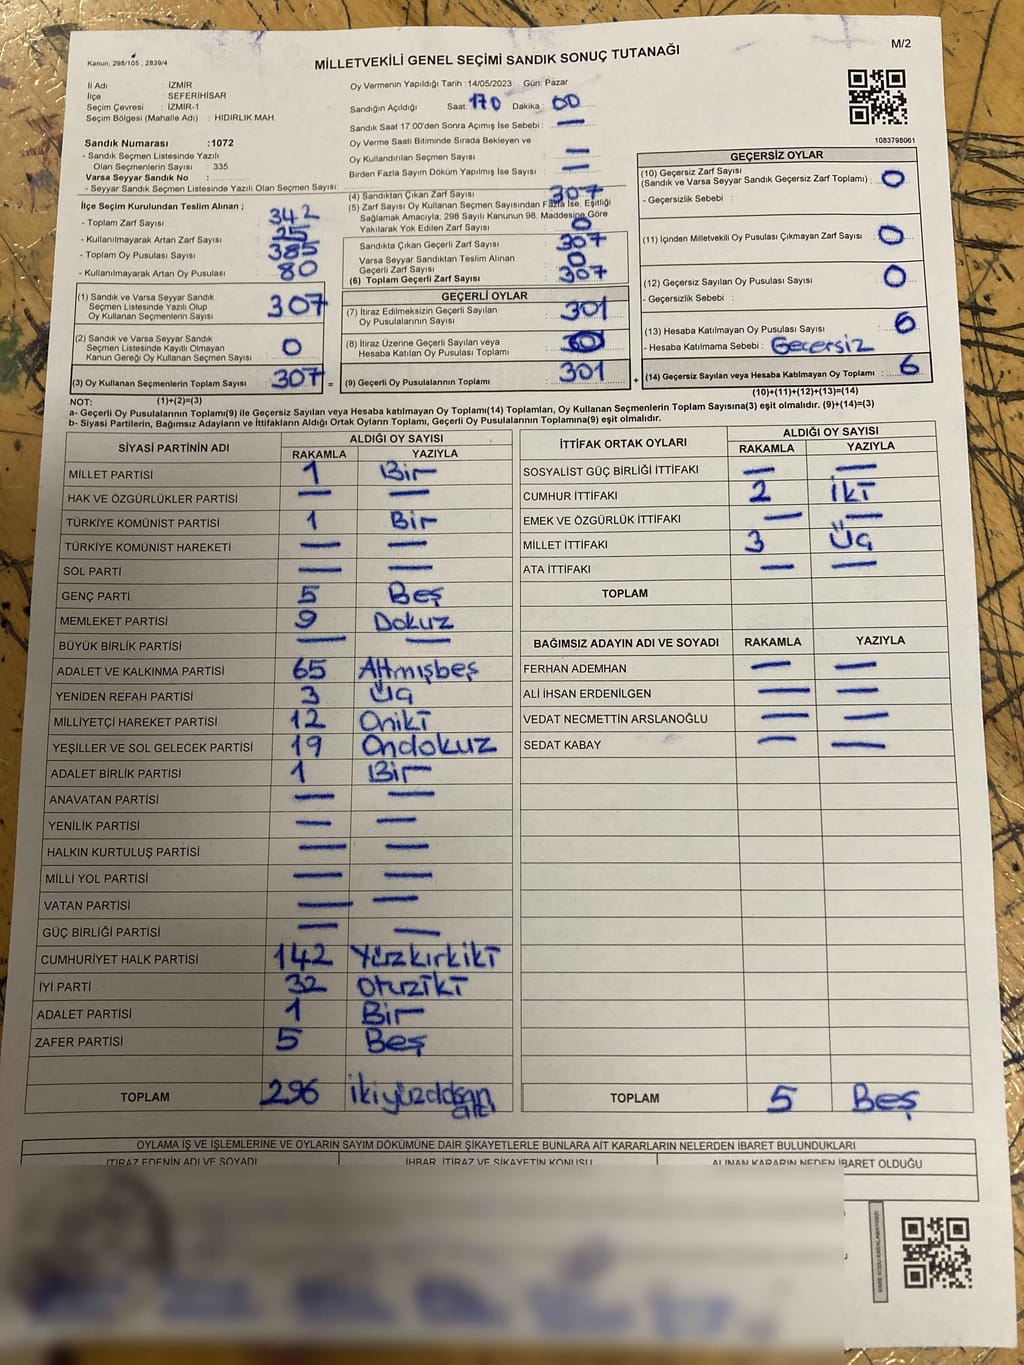 M/2
Kanun: 298/105 , 2839/4
MİLLETVEKİLİ GENEL SEÇİMİ SANDIK SONUÇ TUTANAĞI
İl Adı : İZMİR
İlçe : SEFERİHİSAR
Seçim Çevresi : İZMİR-1
Seçim Bölgesi (Mahalle Adı) : HIDIRLIK MAH.
Sandık Numarası :1072
- Sandık Seçmen Listesinde Yazılı
Olan Seçmenlerin Sayısı : 335
Varsa Seyyar Sandık No :
- Seyyar Sandık Seçmen Listesinde Yazılı Olan Seçmen Sayısı
Oy Vermenin Yapıldığı Tarih :14/05/2023 Gün: Pazar
Sandığın Açıldığı Saat: 170 Dakika : 00
Sandık Saat 17:00'den Sonra Açımış İse Sebebi : —
Oy Verme Saati Bitiminde Sırada Bekleyen ve
Oy Kullandırılan Seçmen Sayısı —
Birden Fazla Sayım Döküm Yapılmış İse Sayısı : —
1083798061
İlçe Seçim Kurulundan Teslim Alınan ;
- Toplam Zarf Sayısı : 342
- Kullanılmayarak Artan Zarf Sayısı : 25
- Toplam Oy Pusulası Sayısı : 385
- Kullanılmayarak Artan Oy Pusulası : 80
(1) Sandık ve Varsa Seyyar Sandık
Seçmen Listesinde Yazılı Olup
Oy Kullanan Seçmenlerin Sayısı 307
(2) Sandık ve Varsa Seyyar Sandık
Seçmen Listesinde Kayıtlı Olmayan
Kanun Gereği Oy Kullanan Seçmen Sayısı 0
(3) Oy Kullanan Seçmenlerin Toplam Sayısı 307 =
(4) Sandıktan Çıkan Zarf Sayısı 307
(5) Zarf Sayısı Oy Kullanan Seçmen Sayısından Fazla İse, Eşitliği
Sağlamak Amacıyla, 298 Sayılı Kanunun 98. Maddesine Göre
Yakılarak Yok Edilen Zarf Sayısı : 0
Sandıkta Çıkan Geçerli Zarf Sayısı 307
Varsa Seyyar Sandıktan Teslim Alınan
Geçerli Zarf Sayısı 0
(6) Toplam Geçerli Zarf Sayısı 307
GEÇERLİ OYLAR
(7) İtiraz Edilmeksizin Geçerli Sayılan
Oy Pusulalarının Sayısı 301
(8) İtiraz Üzerine Geçerli Sayılan veya
Hesaba Katılan Oy Pusulası Toplamı
(9) Geçerli Oy Pusulalarının Toplamı 301 +
GEÇERSİZ OYLAR
(10) Geçersiz Zarf Sayısı
(Sandık ve Varsa Seyyar Sandık Geçersiz Zarf Toplamı) : 0
- Geçersizlik Sebebi :
(11) İçinden Milletvekili Oy Pusulası Çıkmayan Zarf Sayısı 0
(12) Geçersiz Sayılan Oy Pusulası Sayısı 0
- Geçersizlik Sebebi :
(13) Hesaba Katılmayan Oy Pusulası Sayısı 6
- Hesaba Katılmama Sebebi : Geçersiz
(14) Geçersiz Sayılan veya Hesaba Katılmayan Oy Toplamı : 6
NOT: (1)+(2)=(3)
(10)+(11)+(12)+(13)=(14)
a- Geçerli Oy Pusulalarının Toplamı(9) ile Geçersiz Sayılan veya Hesaba katılmayan Oy Toplamı(14) Toplamları, Oy Kullanan Seçmenlerin Toplam Sayısına(3) eşit olmalıdır. (9)+(14)=(3)
b- Siyasi Partilerin, Bağımsız Adayların ve İttifakların Aldığı Ortak Oyların Toplamı, Geçerli Oy Pusulalarının Toplamına(9) eşit olmalıdır.
SİYASİ PARTİNİN ADI ALDIĞI OY SAYISI
RAKAMLA YAZIYLA
MİLLET PARTİSİ 1 Bir
HAK VE ÖZGÜRLÜKLER PARTİSİ — —
TÜRKİYE KOMÜNİST PARTİSİ 1 Bir
TÜRKİYE KOMÜNİST HAREKETİ — —
SOL PARTİ — —
GENÇ PARTİ 5 Beş
MEMLEKET PARTİSİ 9 Dokuz
BÜYÜK BİRLİK PARTİSİ — —
ADALET VE KALKINMA PARTİSİ 65 Altmışbeş
YENİDEN REFAH PARTİSİ 3 Üç
MİLLİYETÇİ HAREKET PARTİSİ 12 Oniki
YEŞİLLER VE SOL GELECEK PARTİSİ 19 Ondokuz
ADALET BİRLİK PARTİSİ 1 Bir
ANAVATAN PARTİSİ — —
YENİLİK PARTİSİ — —
HALKIN KURTULUŞ PARTİSİ — —
MİLLİ YOL PARTİSİ — —
VATAN PARTİSİ — —
GÜÇ BİRLİĞİ PARTİSİ — —
CUMHURİYET HALK PARTİSİ 142 Yüzkırkiki
İYİ PARTİ 32 Otuziki
ADALET PARTİSİ 1 Bir
ZAFER PARTİSİ 5 Beş
TOPLAM 296
İTTİFAK ORTAK OYLARI ALDIĞI OY SAYISI
RAKAMLA YAZIYLA
SOSYALİST GÜÇ BİRLİĞİ İTTİFAKI — —
CUMHUR İTTİFAKI 2 İki
EMEK VE ÖZGÜRLÜK İTTİFAKI — —
MİLLET İTTİFAKI 3 Üç
ATA İTTİFAKI — —
TOPLAM
BAĞIMSIZ ADAYIN ADI VE SOYADI RAKAMLA YAZIYLA
FERHAN ADEMHAN — —
ALİ İHSAN ERDENİLGEN — —
VEDAT NECMETTİN ARSLANOĞLU — —
SEDAT KABAY — —
TOPLAM 5 Beş
OYLAMA İŞ VE İŞLEMLERİNE VE OYLARIN SAYIM DÖKÜMÜNE DAİR ŞİKAYETLERLE BUNLARA AİT KARARLARIN NELERDEN İBARET BULUNDUKLARI
İTİRAZ EDENİN ADI VE SOYADI İHBAR, İTİRAZ VE ŞİKAYETİN KONUSU ALINAN KARARIN NEDEN İBARET OLDUĞU
KARE KODU KARALAMAYINIZ!